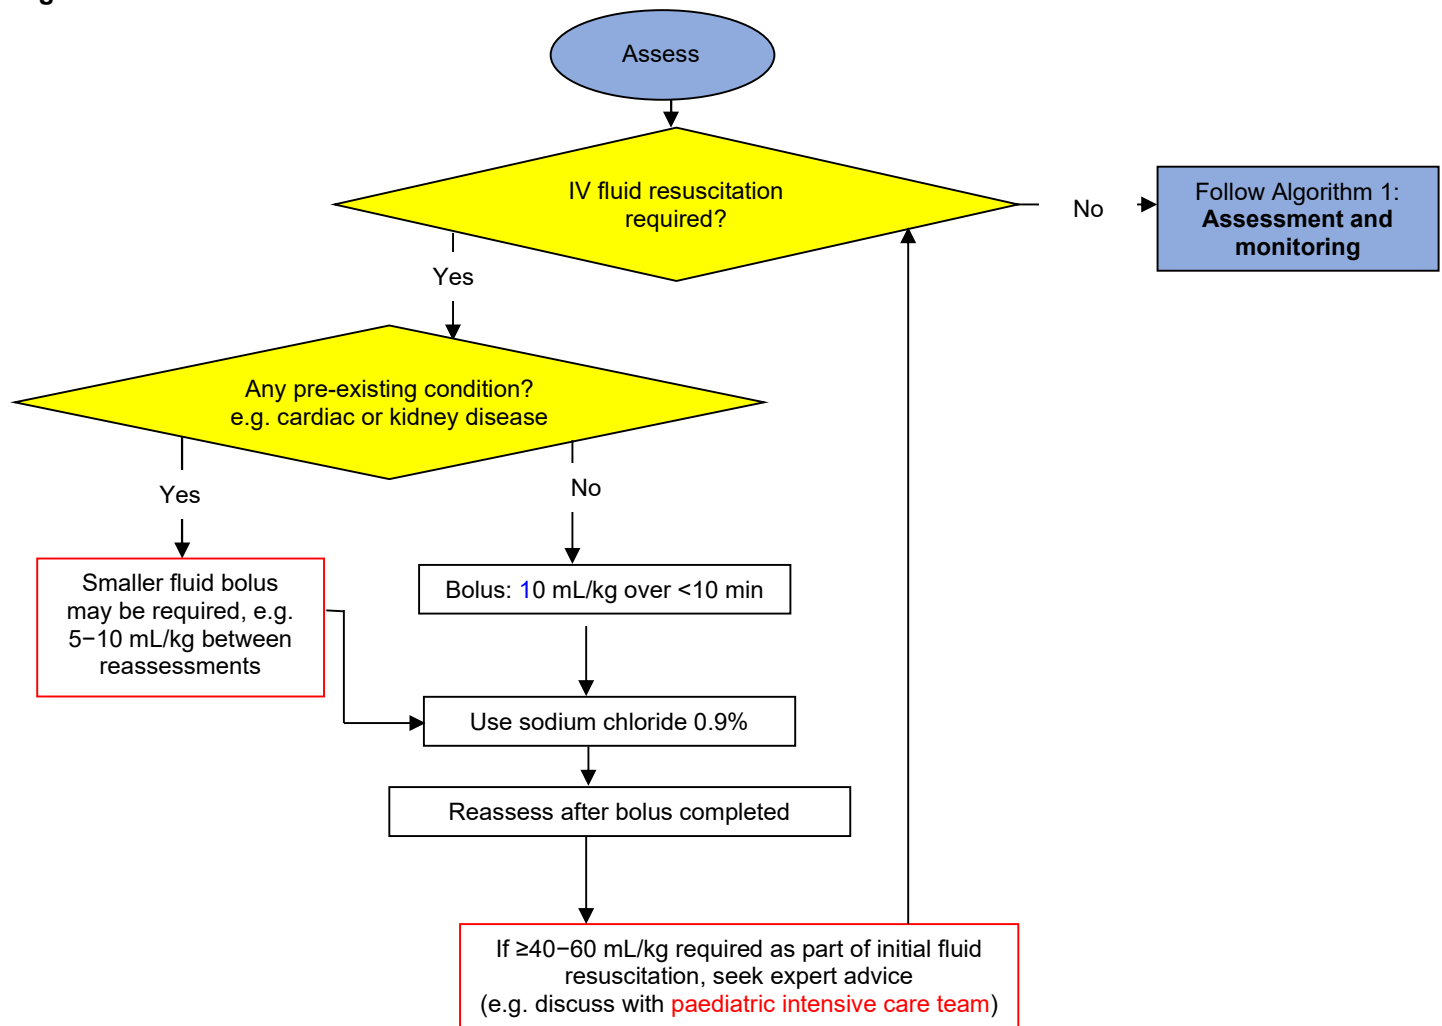 Assess
IV fluid resuscitation
required?
No
Follow Algorithm 1:
Assessment and
monitoring
Yes
Any pre-existing condition?
e.g. cardiac or kidney disease
Yes
No
Smaller fluid bolus
may be required, e.g.
5−10 mL/kg between
reassessments
Bolus: 10 mL/kg over <10 min
Use sodium chloride 0.9%
Reassess after bolus completed
If ≥40−60 mL/kg required as part of initial fluid
resuscitation, seek expert advice
(e.g. discuss with paediatric intensive care team)